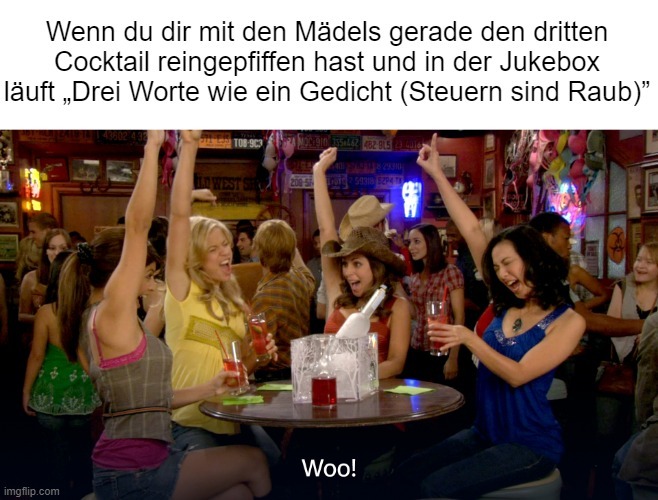 Wenn du dir mit den Mädels gerade den dritten
Cocktail reingepfiffen hast und in der Jukebox
läuft „Drei Worte wie ein Gedicht (Steuern sind Raub)”
Woo!
imgflip.com